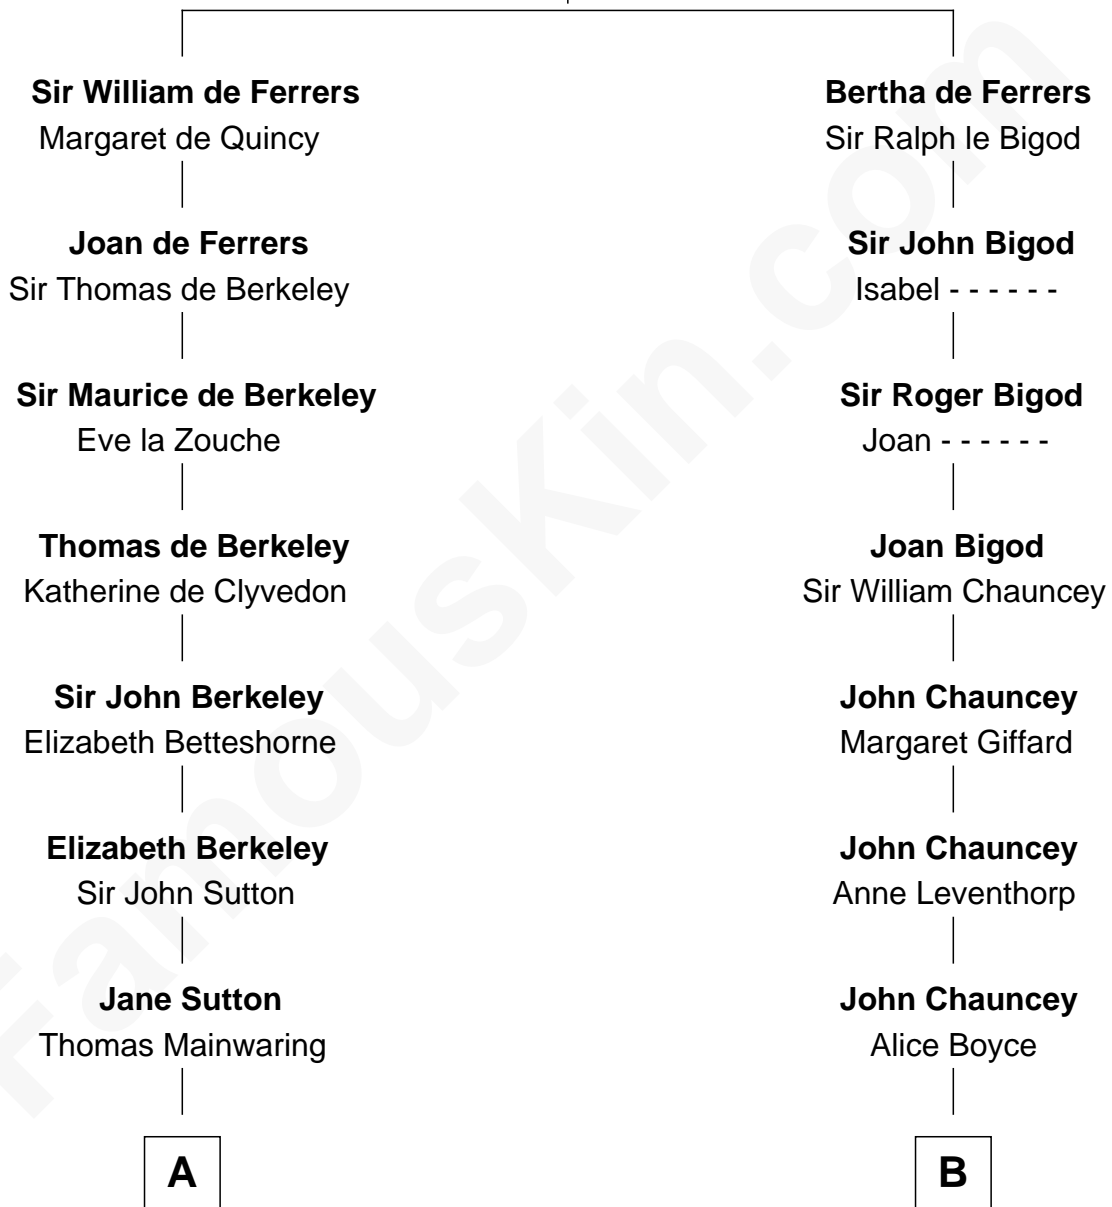 Sir William de Ferrers
Margaret de Quincy
Joan de Ferrers
Sir Thomas de Berkeley
Sir Maurice de Berkeley
Eve la Zouche
Thomas de Berkeley
Katherine de Clyvedon
Sir John Berkeley
Elizabeth Betteshorne
Elizabeth Berkeley
Sir John Sutton
Jane Sutton
Thomas Mainwaring
A
Bertha de Ferrers
Sir Ralph le Bigod
Sir John Bigod
Isabel - - - - - -
Sir Roger Bigod
Joan - - - - - -
Joan Bigod
Sir William Chauncey
John Chauncey
Margaret Giffard
John Chauncey
Anne Leventhorp
John Chauncey
Alice Boyce
B
FamousKin.com